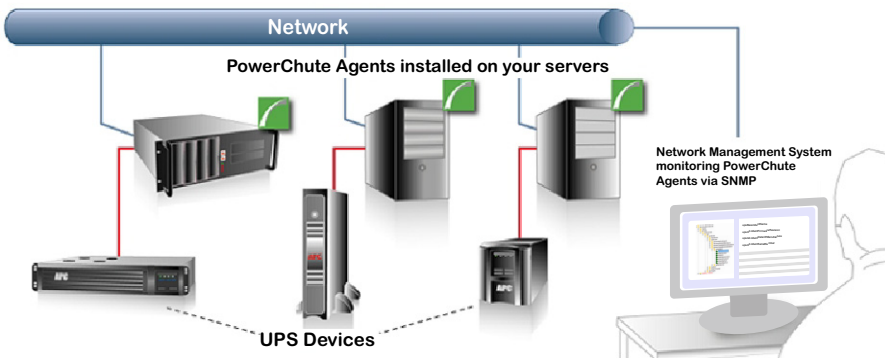 Network
PowerChute Agents installed on your servers
Network Management System
monitoring PowerChute
Agents via SNMP
APC
APC
APC
UPS Devices